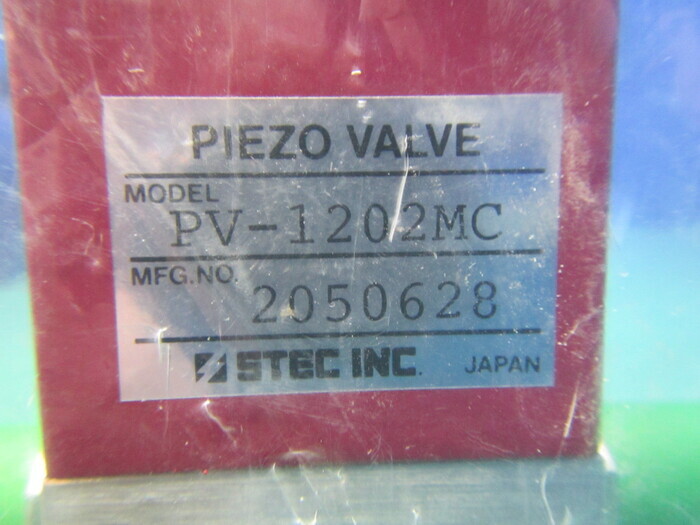 PIEZO VALVE
MODEL
PV-1202MC
MFG.NO.
2050628
STEC INC. JAPAN